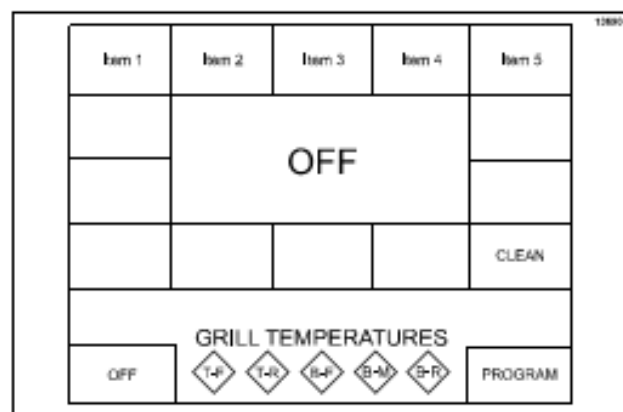 Item 1 Item 2 Item 3 Item 4 Item 5
OFF
CLEAN
GRILL TEMPERATURES
OFF T-F T-R B-F B-M B-R PROGRAM